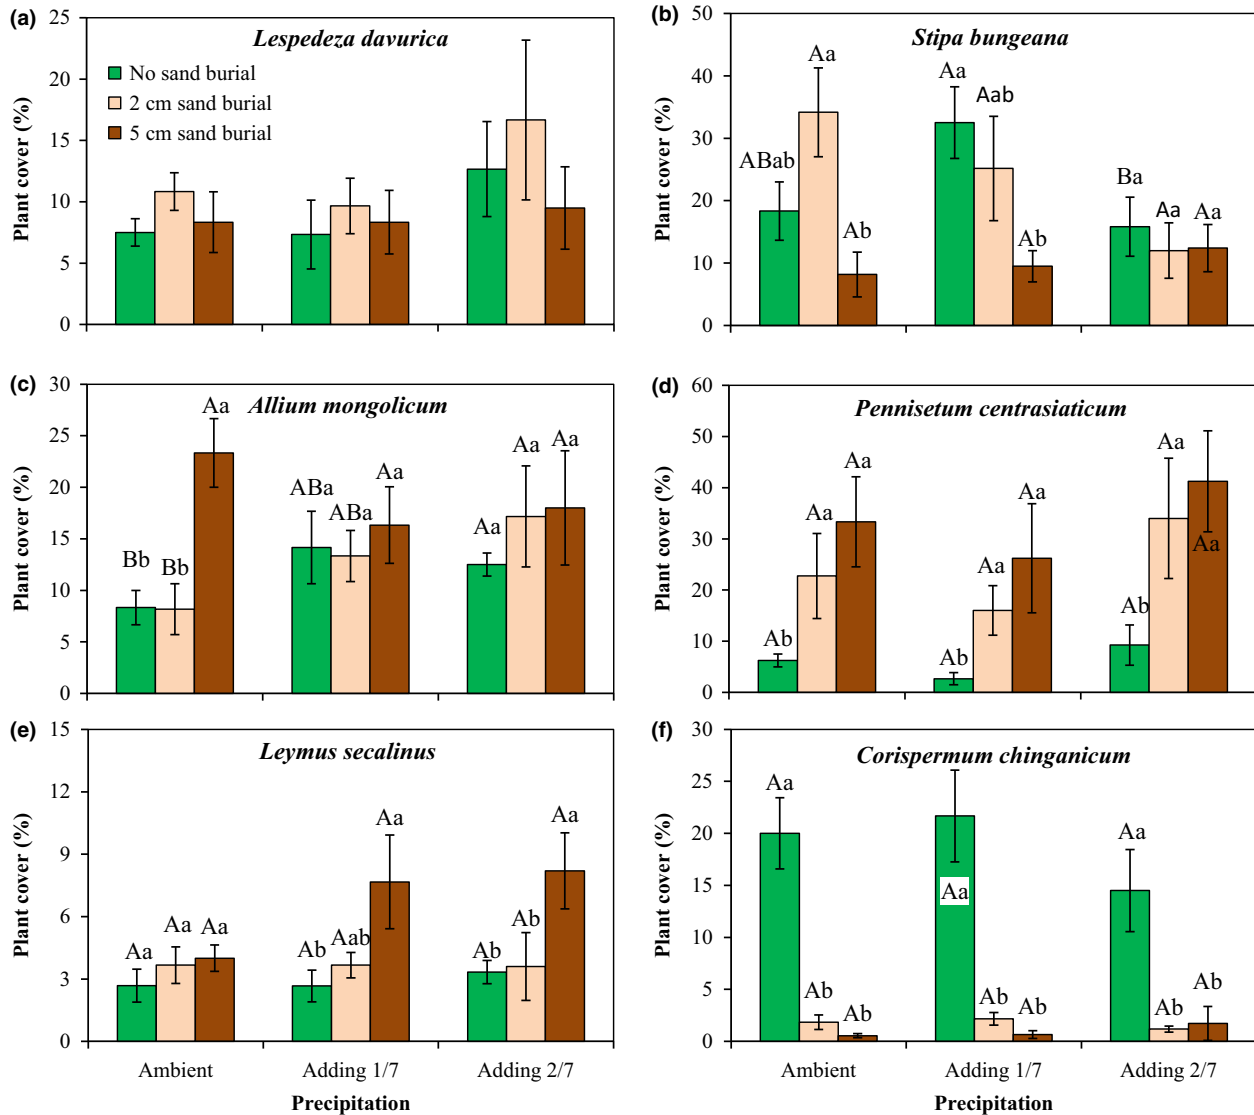 (a)
Lespedeza davurica
No sand burial
2 cm sand burial
5 cm sand burial
Plant cover (%)
25
20
15
10
5
0
(b)
Stipa bungeana
Plant cover (%)
50
40
30
20
10
0
ABab
Aa
Ab
Aa
Aab
Ab
Ba
Aa
Aa
(c)
Allium mongolicum
Plant cover (%)
30
25
20
15
10
5
0
Bb
Bb
Aa
ABa
ABa
Aa
Aa
Aa
Aa
(d)
Pennisetum centrasiaticum
Plant cover (%)
60
50
40
30
20
10
0
Ab
Aa
Aa
Ab
Aa
Aa
Ab
Aa
Aa
(e)
Leymus secalinus
Plant cover (%)
15
12
9
6
3
0
Aa
Aa
Aa
Ab
Aab
Aa
Ab
Ab
Aa
Ambient
Adding 1/7
Adding 2/7
Precipitation
(f)
Corispermum chinganicum
Plant cover (%)
30
25
20
15
10
5
0
Aa
Ab
Ab
Aa
Ab
Ab
Aa
Ab
Ab
Ambient
Adding 1/7
Adding 2/7
Precipitation